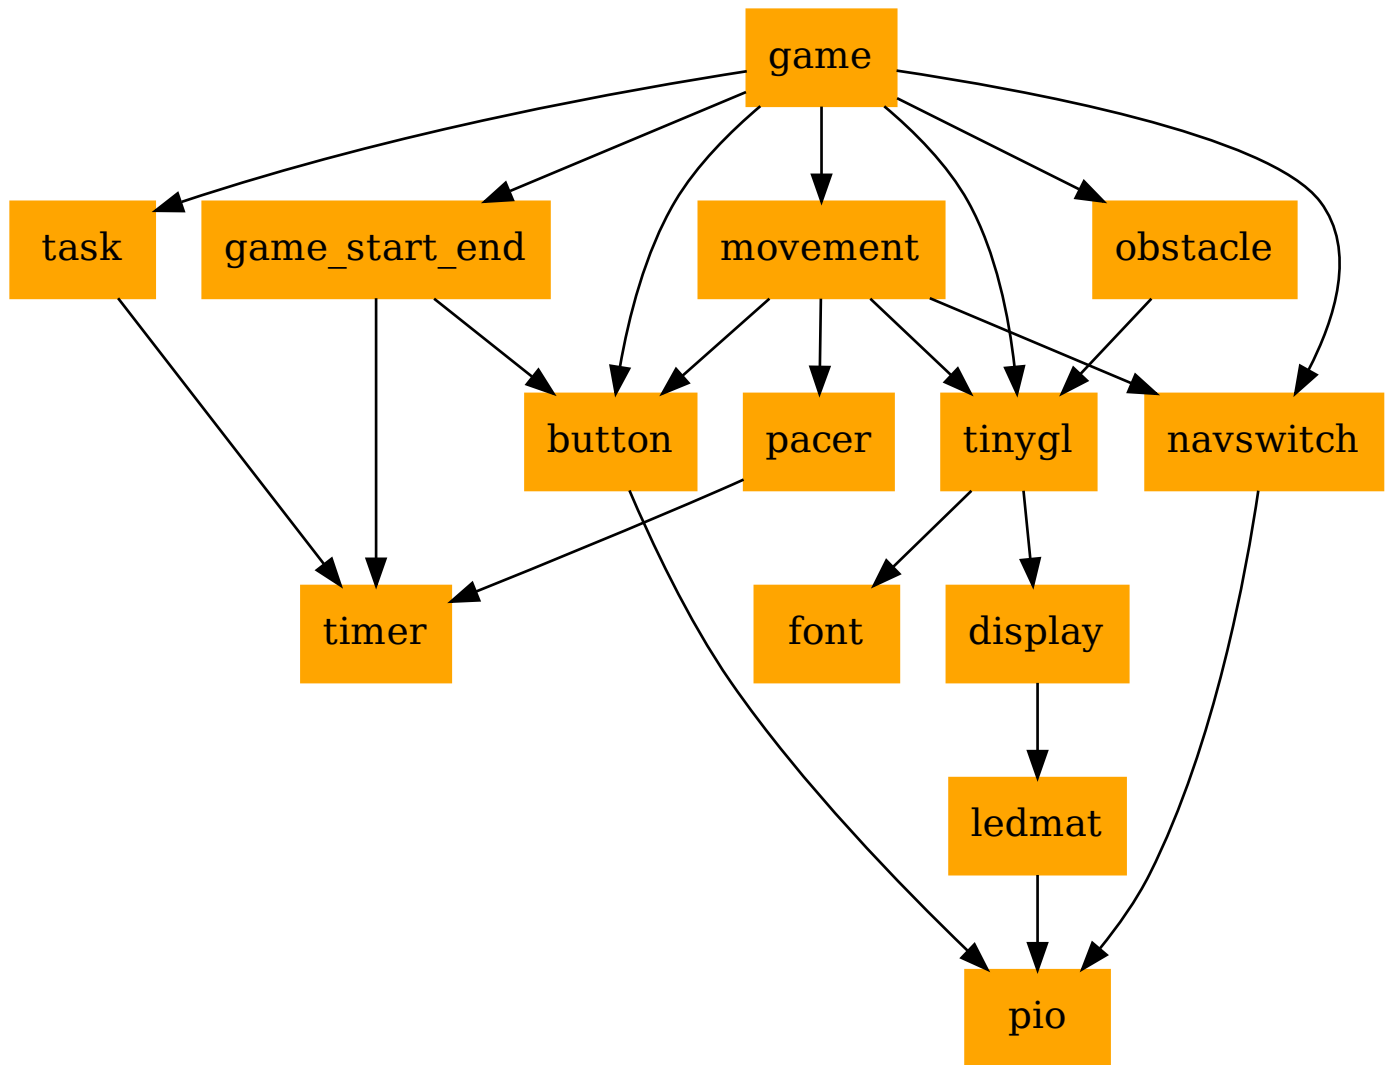 game
task
game_start_end
movement
obstacle
button
pacer
tinygl
navswitch
timer
font
display
ledmat
pio